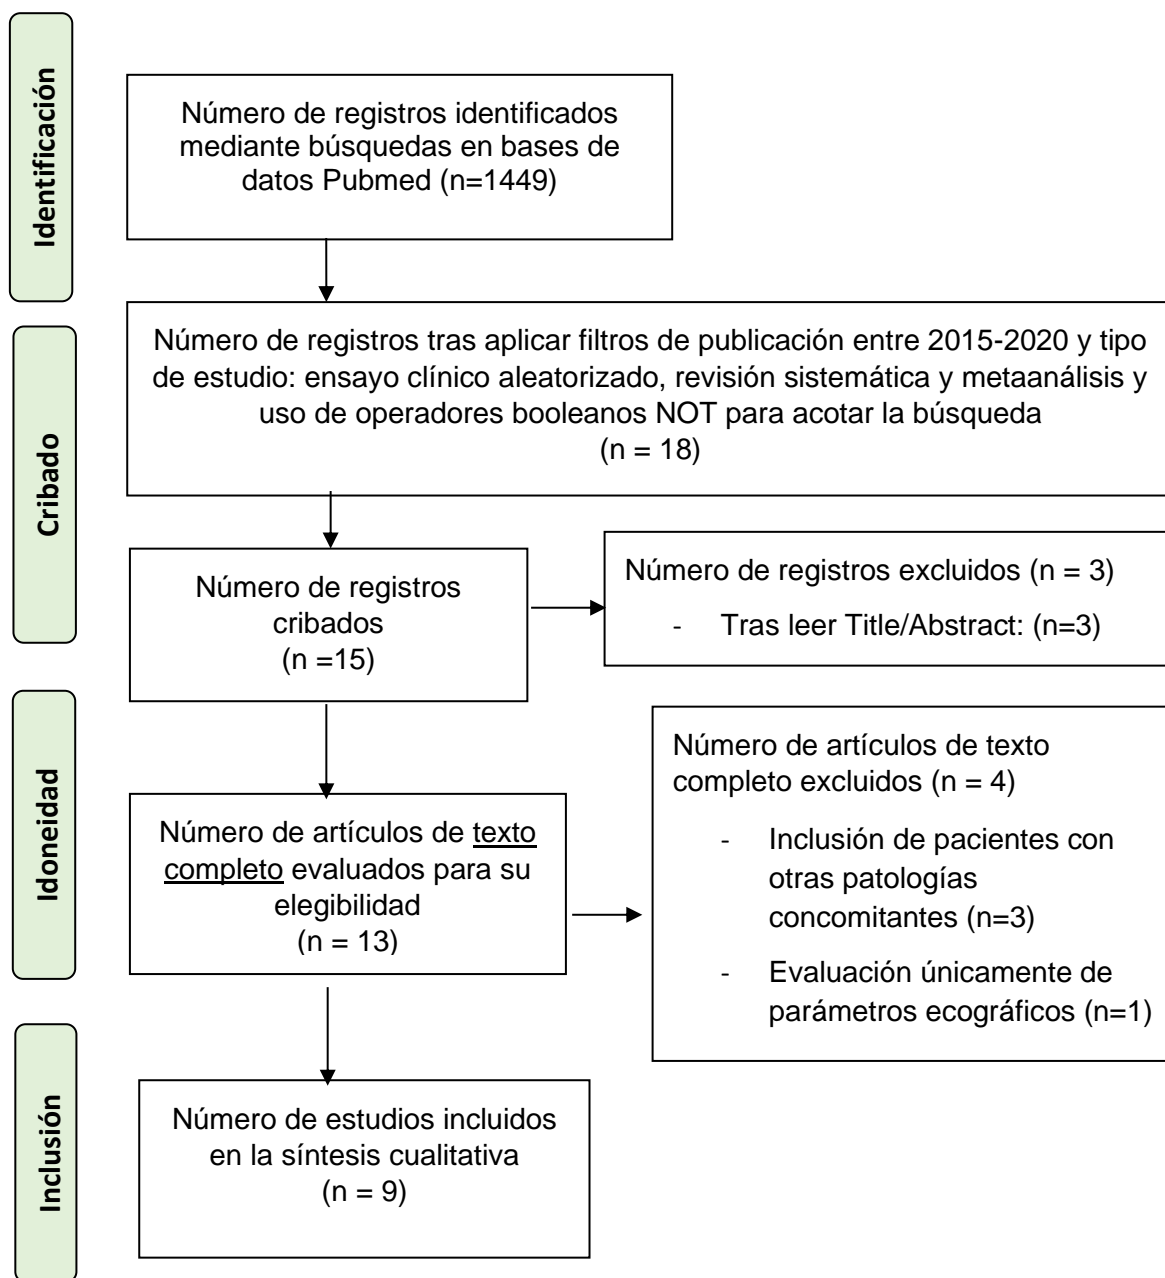 Identificación
Número de registros identificados
mediante búsquedas en bases de
datos Pubmed (n=1449)
Cribado
Número de registros tras aplicar filtros de publicación entre 2015-2020 y tipo
de estudio: ensayo clínico aleatorizado, revisión sistemática y metaanálisis y
uso de operadores booleanos NOT para acotar la búsqueda
(n = 18)
Número de registros
cribados
(n =15)
Número de registros excluidos (n = 3)
- Tras leer Title/Abstract: (n=3)
Idoneidad
Número de artículos de texto
completo evaluados para su
elegibilidad
(n = 13)
Número de artículos de texto
completo excluidos (n = 4)
- Inclusión de pacientes con
otras patologías
concomitantes (n=3)
- Evaluación únicamente de
parámetros ecográficos (n=1)
Inclusión
Número de estudios incluidos
en la síntesis cualitativa
(n = 9)